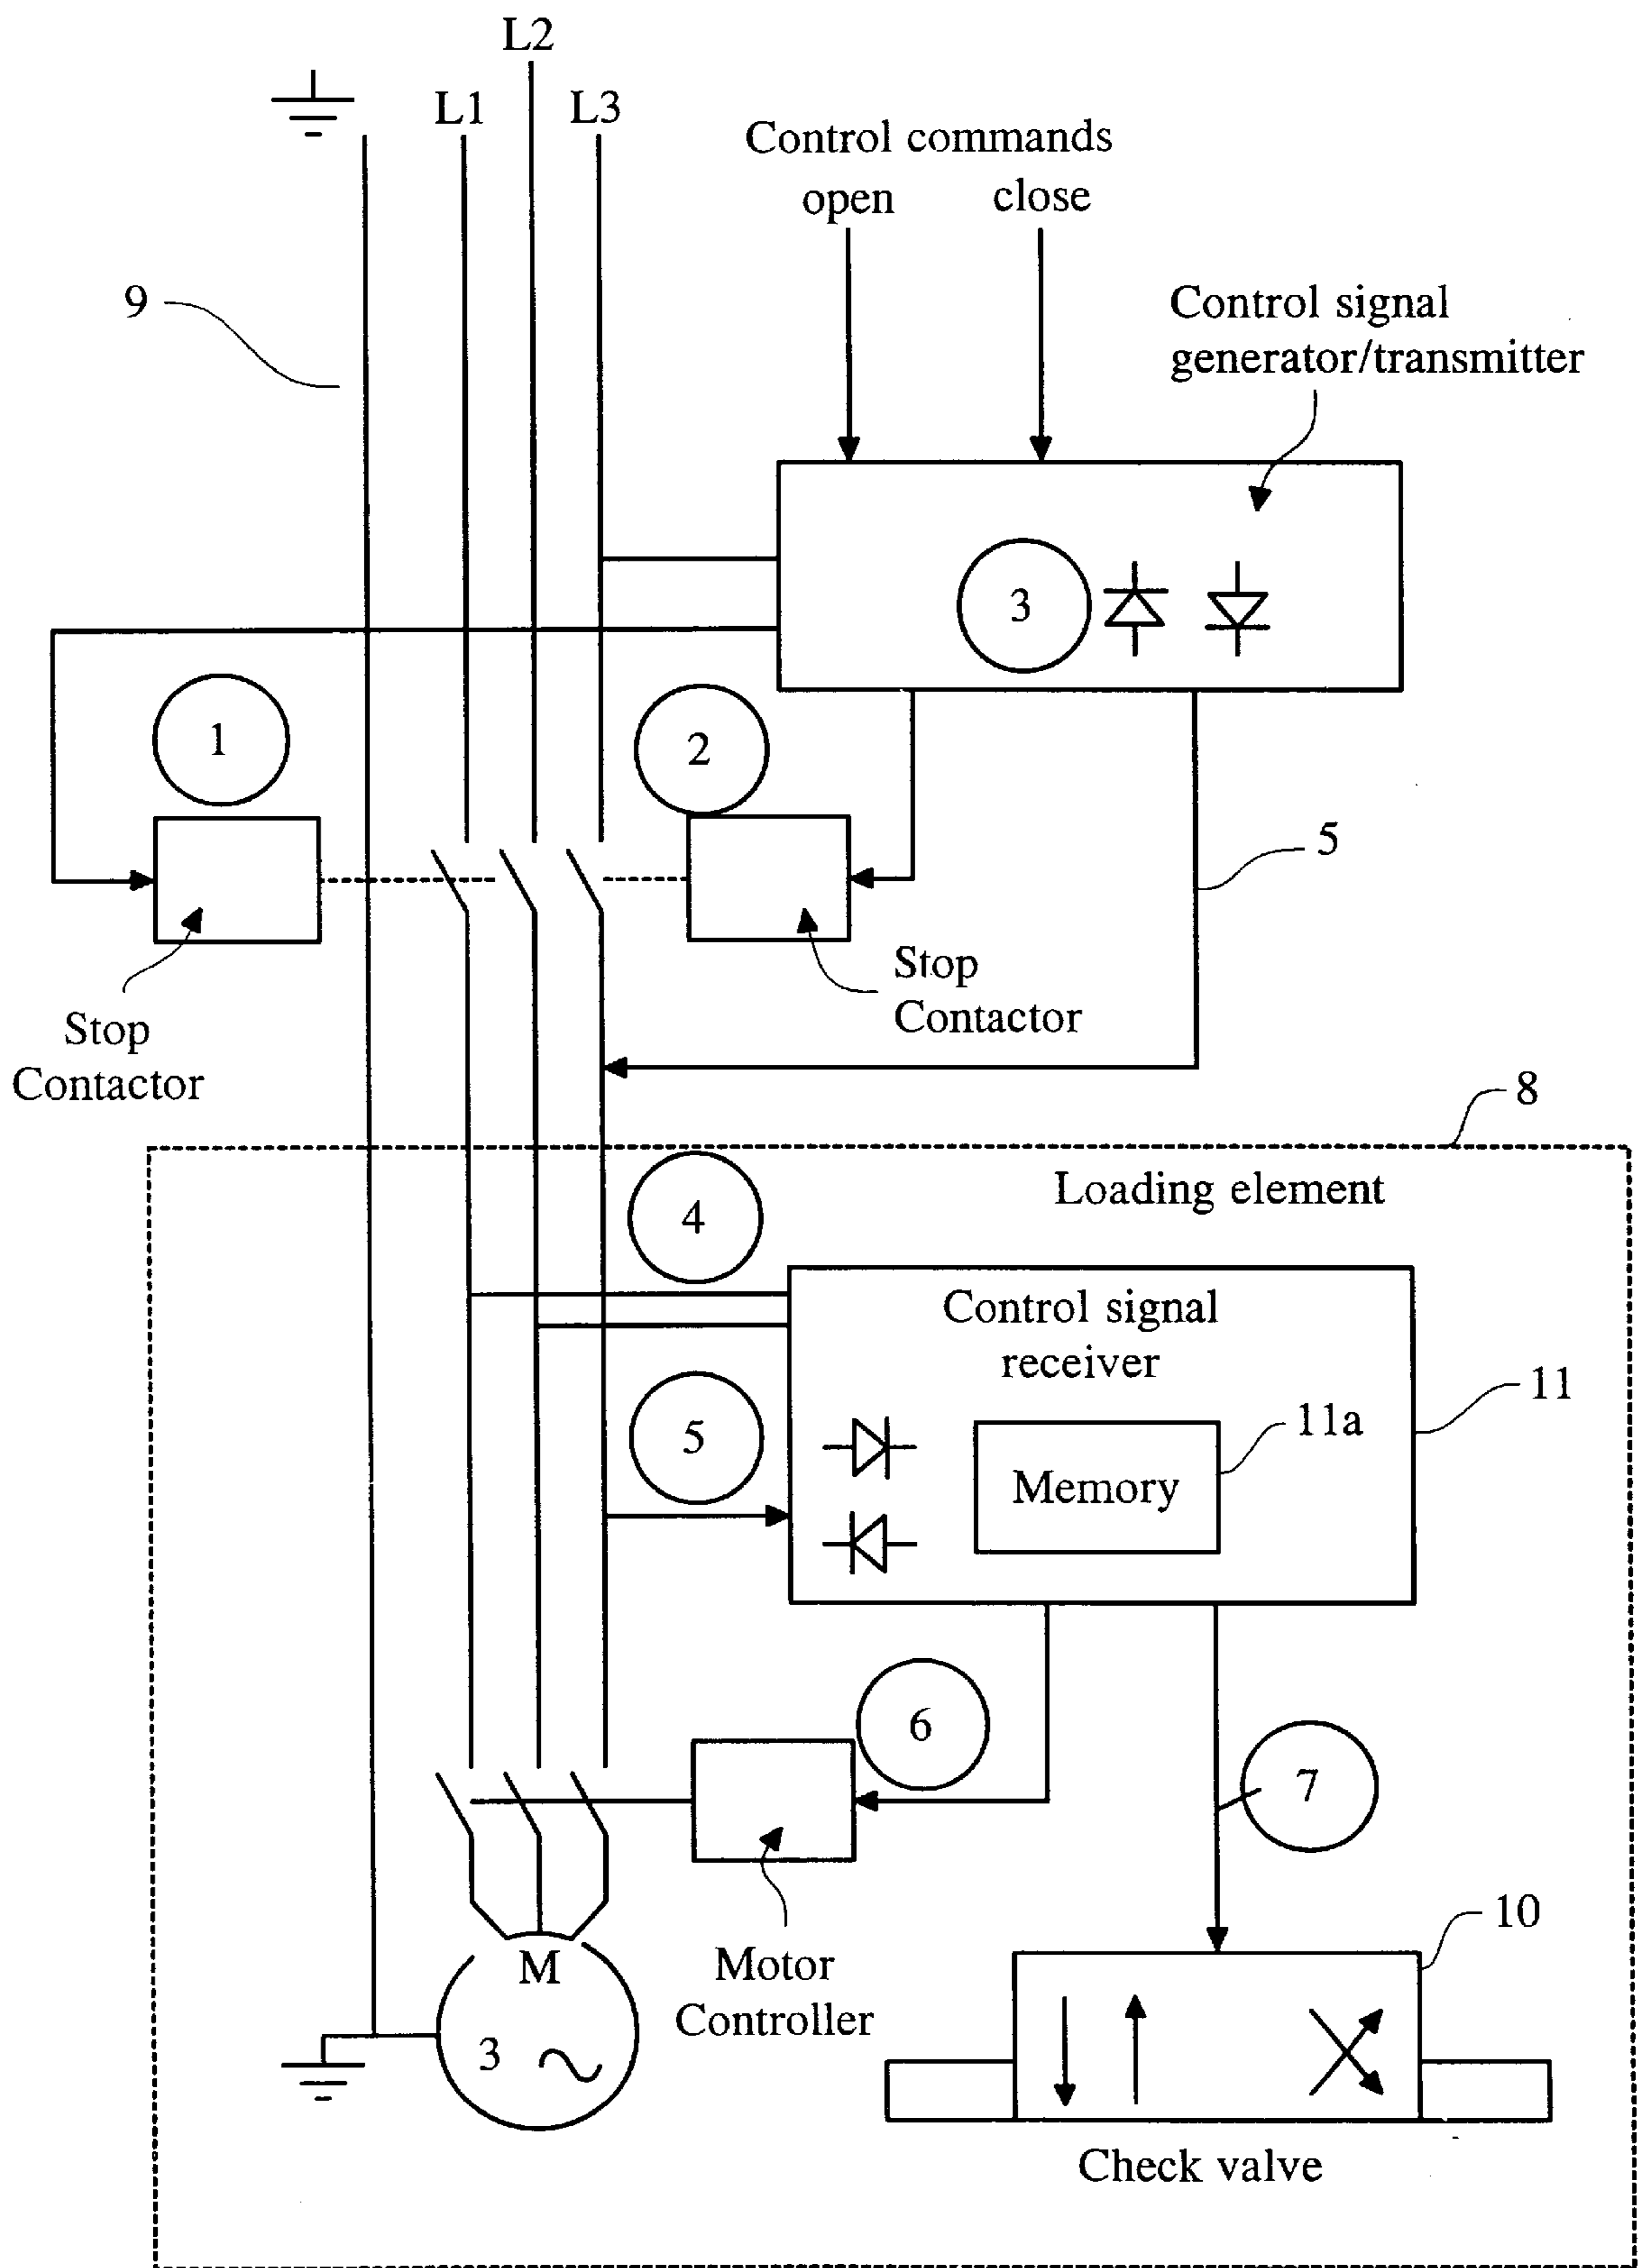 L2
L1
L3
Control commands
open
close
9
Control signal
generator/transmitter
3
1
2
5
Stop
Contactor
Stop
Contactor
8
Loading element
4
Control signal
receiver
11
11a
5
Memory
6
7
10
M
3
Motor
Controller
Check valve